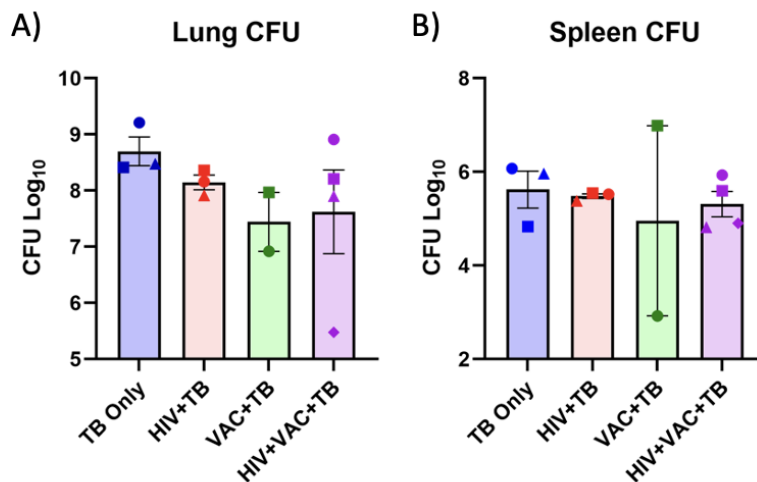 A) Lung CFU
CFU Log10
10
9
8
7
6
5
TB Only
HIV+TB
VAC+TB
HIV+VAC+TB
B) Spleen CFU
CFU Log10
8
6
4
2
TB Only
HIV+TB
VAC+TB
HIV+VAC+TB